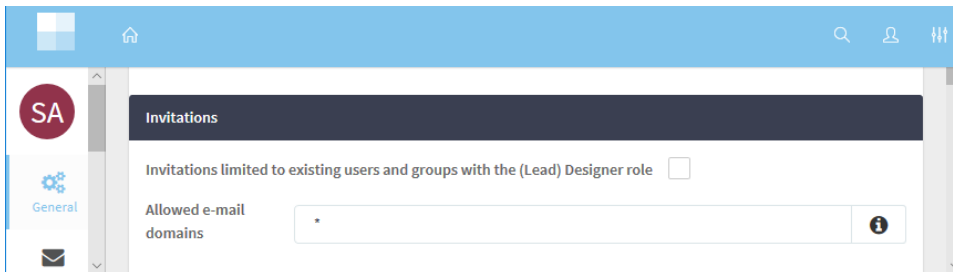 SA
General
Invitations
Invitations limited to existing users and groups with the (Lead) Designer role
Allowed e-mail
domains
*